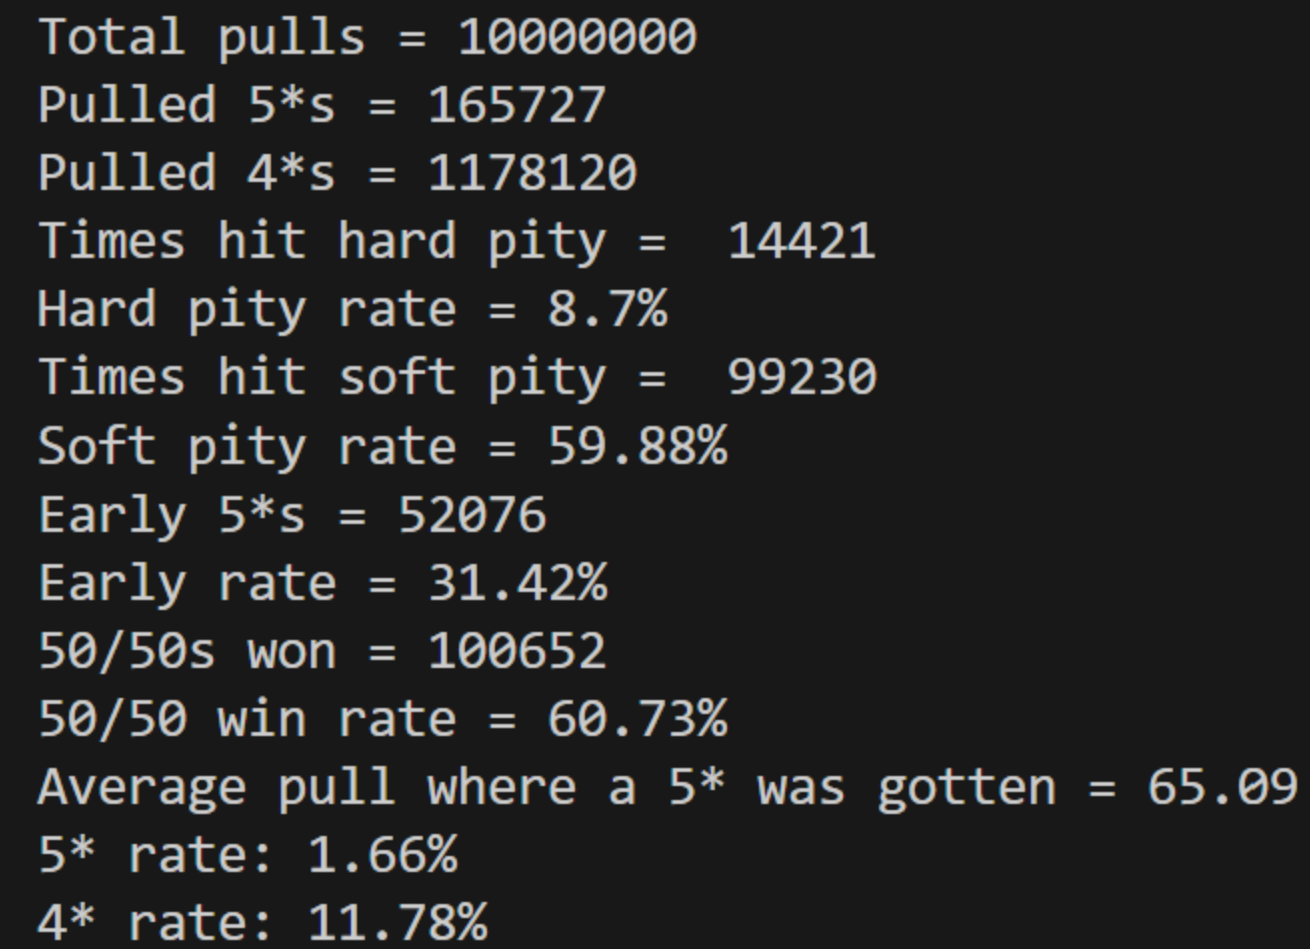 Total pulls = 10000000
Pulled 5*s = 165727
Pulled 4*s = 1178120
Times hit hard pity =  14421
Hard pity rate = 8.7%
Times hit soft pity =  99230
Soft pity rate = 59.88%
Early 5*s = 52076
Early rate = 31.42%
50/50s won = 100652
50/50 win rate = 60.73%
Average pull where a 5* was gotten = 65.09
5* rate: 1.66%
4* rate: 11.78%